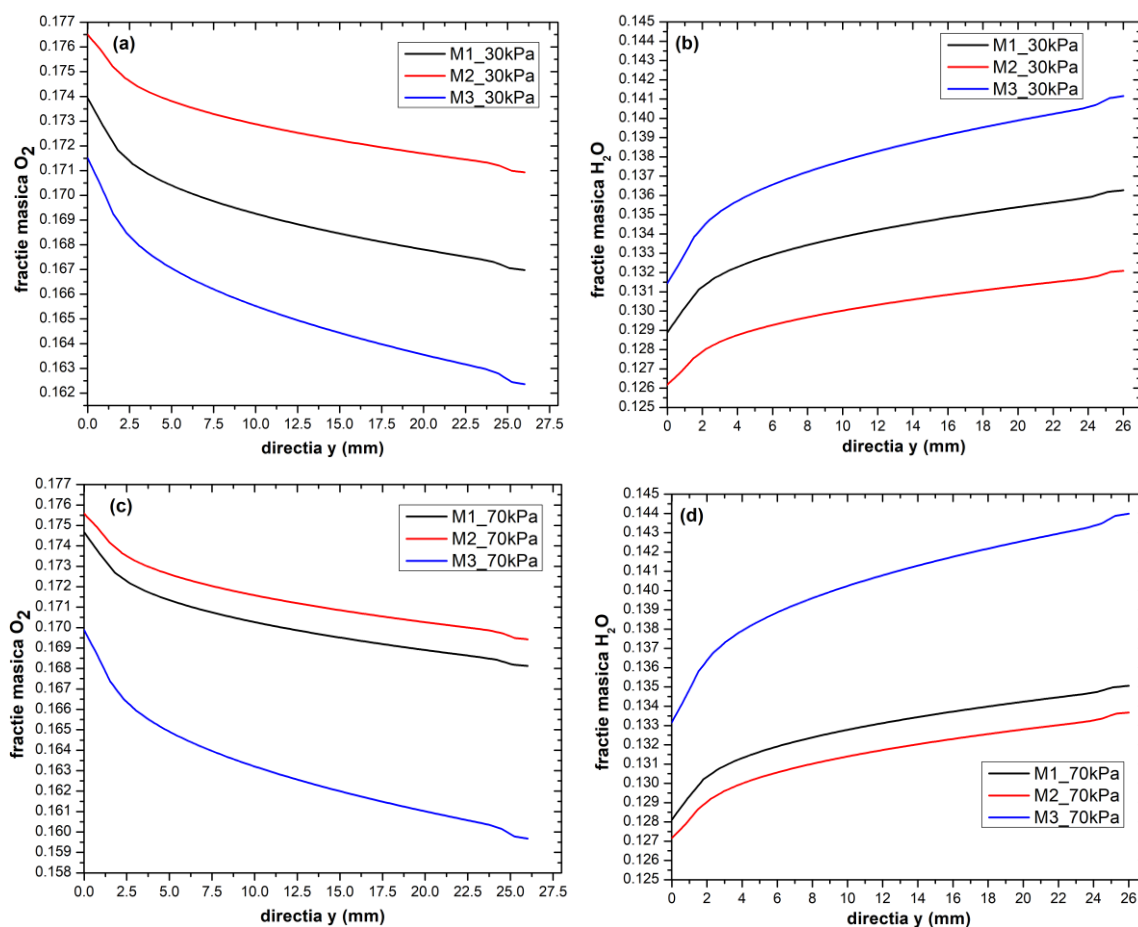 (a)
M1_30kPa
M2_30kPa
M3_30kPa
fractie masica O2
0.177
0.176
0.175
0.174
0.173
0.172
0.171
0.170
0.169
0.168
0.167
0.166
0.165
0.164
0.163
0.162
0.0 2.5 5.0 7.5 10.0 12.5 15.0 17.5 20.0 22.5 25.0 27.5
directia y (mm)
(b)
M1_30kPa
M2_30kPa
M3_30kPa
fractie masica H2O
0.145
0.144
0.143
0.142
0.141
0.140
0.139
0.138
0.137
0.136
0.135
0.134
0.133
0.132
0.131
0.130
0.129
0.128
0.127
0.126
0.125
0 2 4 6 8 10 12 14 16 18 20 22 24 26
directia y (mm)
(c)
M1_70kPa
M2_70kPa
M3_70kPa
fractie masica O2
0.177
0.176
0.175
0.174
0.173
0.172
0.171
0.170
0.169
0.168
0.167
0.166
0.165
0.164
0.163
0.162
0.161
0.160
0.159
0.158
0.0 2.5 5.0 7.5 10.0 12.5 15.0 17.5 20.0 22.5 25.0 27.5
directia y (mm)
(d)
M1_70kPa
M2_70kPa
M3_70kPa
fractie masica H2O
0.145
0.144
0.143
0.142
0.141
0.140
0.139
0.138
0.137
0.136
0.135
0.134
0.133
0.132
0.131
0.130
0.129
0.128
0.127
0.126
0.125
0 2 4 6 8 10 12 14 16 18 20 22 24 26
directia y (mm)